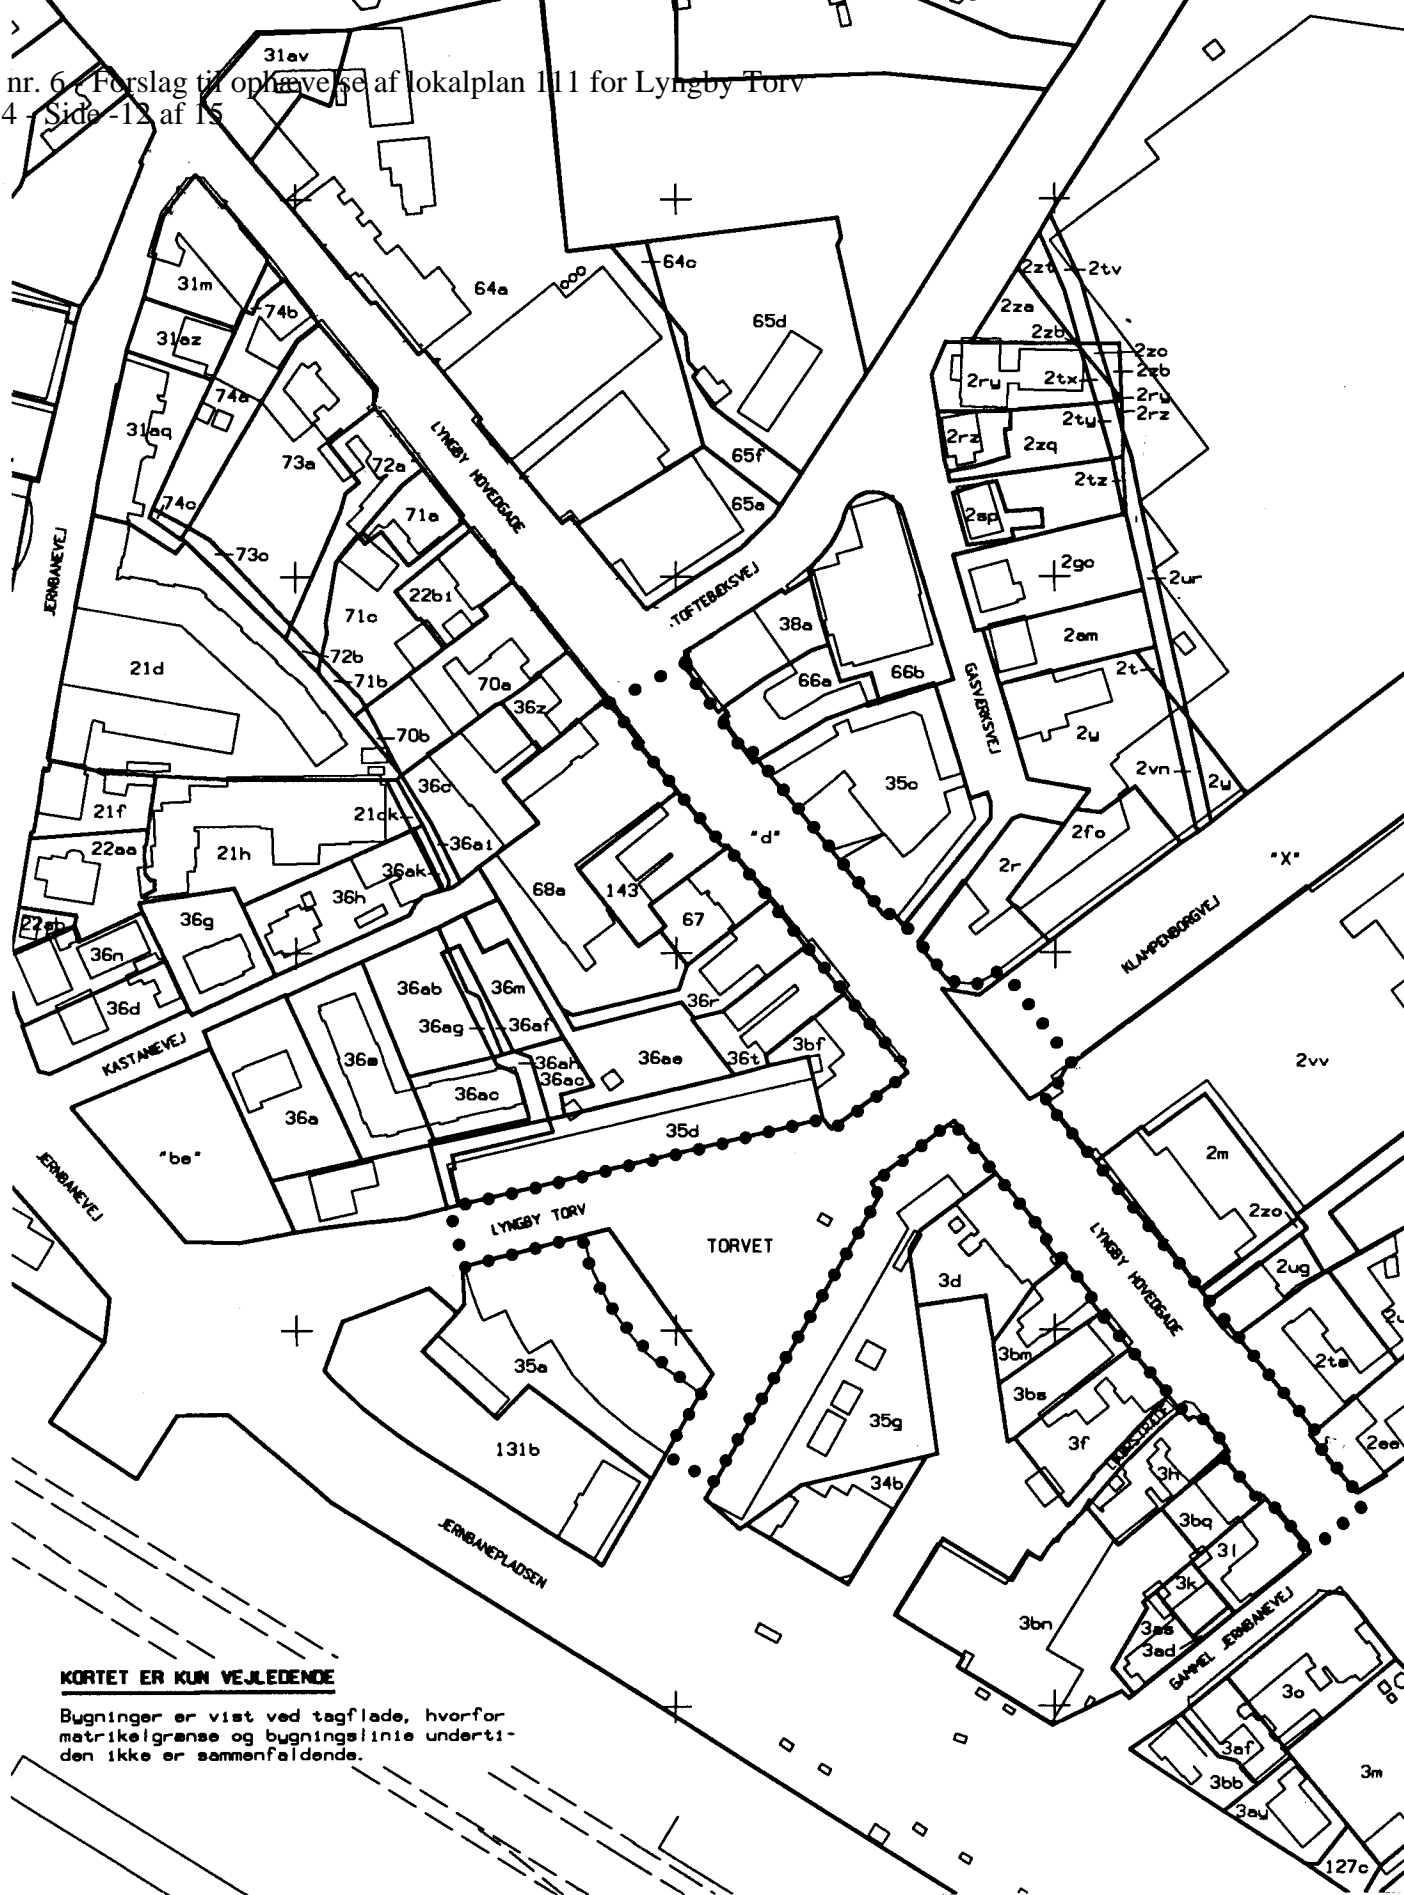 nr. 6 - Forslag til ophævelse af lokalplan 111 for Lyngby Torv
4 - Side -12 af 15
31av
64c
2zt
2tv
31m
74b
64a
65d
2za
2zb
31az
2zo
2zb
2ry
2tx
74a
2ry
2rz
2ty
31aq
2rz
2zq
LYNGBY HOVEDGADE
73a
72a
65f
2tz
74c
71a
65a
2ap
73c
JERNBANEVEJ
22bi
TOFTEBÆKSVEJ
2go
2ur
71c
38a
2am
72b
21d
71b
70a
66a
66b
GASVÆRKSVEJ
2t
36z
70b
2y
2vn
2y
36c
35c
21f
21ck
"d"
2fo
22aa
21h
36ai
2r
"X"
36ak
36h
68a
143
22ab
36g
67
KLAMPENBORGVEJ
36n
36ab
36m
36r
36d
36ag
36af
KASTANIEVEJ
36m
36ah
36ae
36t
3bf
2vv
36ac
36ac
36a
35d
2m
"be"
JERNBANEVEJ
LYNGBY TORV
TORVET
2zo
LYNGBY HOVEDGADE
3d
2ug
35a
3bm
2ta
3bs
35g
131b
3f
34b
3h
2ee
3bq
JERNBANEPLADSEN
3l
3k
3bn
3as
3ad
GAMMEL JERNBANEVEJ
KORTET ER KUN VEJLEDENDE
3o
Bygninger er vist ved tagflade, hvorfor
matrikelgrænse og bygningslinie underti-
den ikke er sammenfaldende.
3af
3bb
3m
3ay
127c